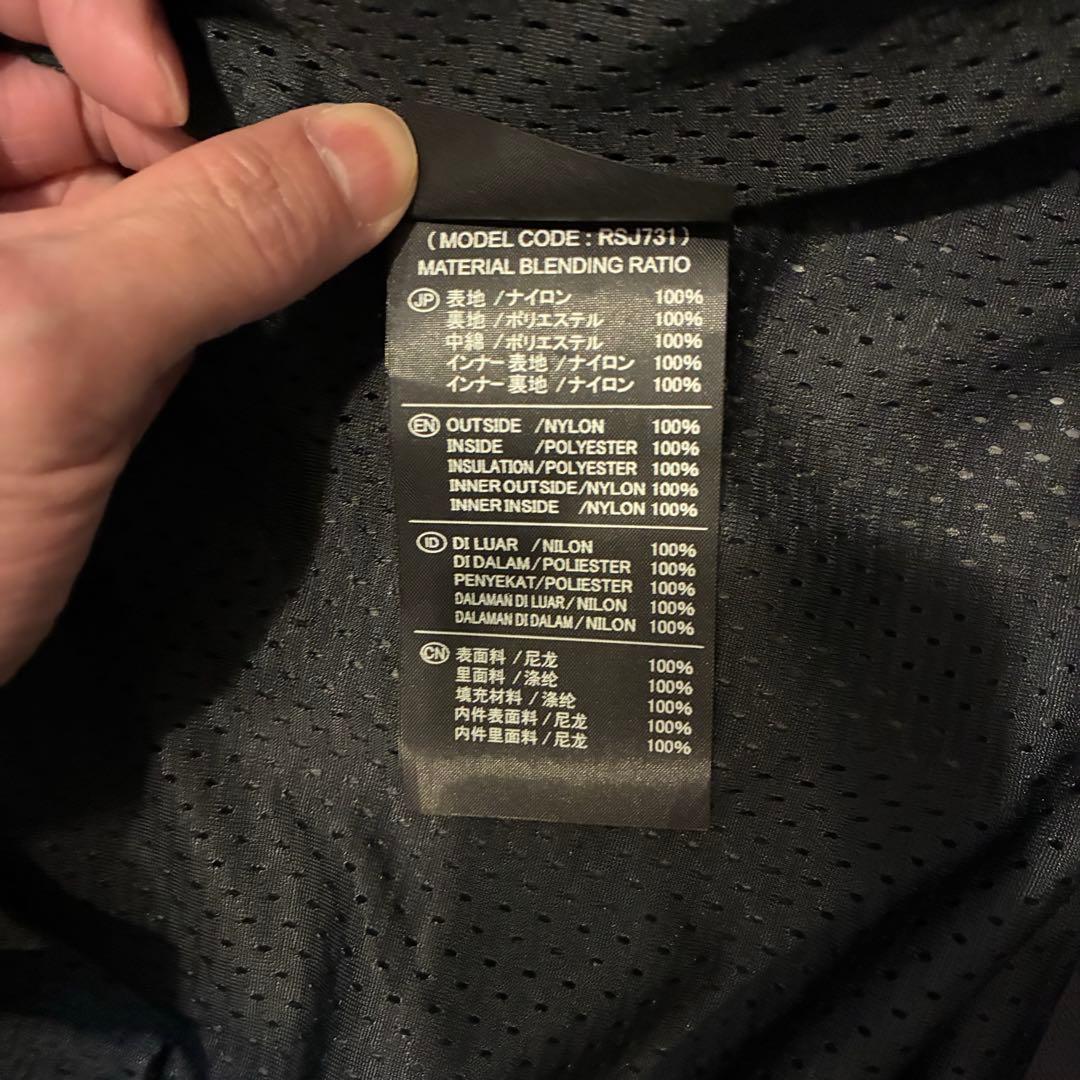 (MODEL CODE : RSJ731)
MATERIAL BLENDING RATIO
JP 表地 /ナイロン 100%
裏地 /ポリエステル 100%
中綿 /ポリエステル 100%
インナー表地 /ナイロン 100%
インナー裏地 /ナイロン 100%
EN OUTSIDE /NYLON 100%
INSIDE /POLYESTER 100%
INSULATION/POLYESTER 100%
INNER OUTSIDE/NYLON 100%
INNER INSIDE /NYLON 100%
ID DI LUAR /NILON 100%
DI DALAM/POLIESTER 100%
PENYEKAT/POLIESTER 100%
DALAMAN DI LUAR/NILON 100%
DALAMAN DI DALAM/NILON 100%
CN 表面料/尼龙 100%
里面料/涤纶 100%
填充材料/涤纶 100%
内件表面料/尼龙 100%
内件里面料/尼龙 100%